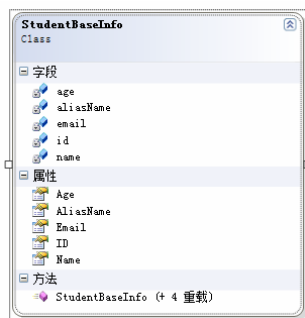 StudentBaseInfo
Class
字段
age
aliasName
email
id
name
属性
Age
AliasName
Email
ID
Name
方法
StudentBaseInfo (+ 4 重载)